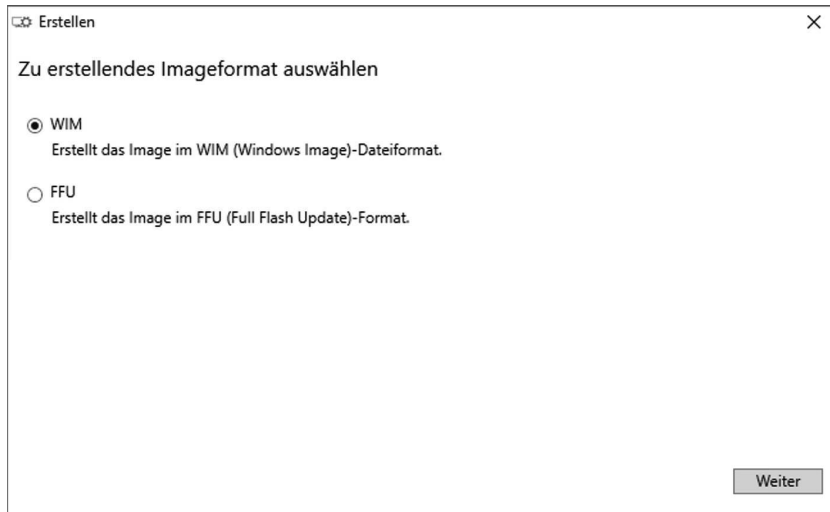 Erstellen
Zu erstellendes Imageformat auswählen
WIM
Erstellt das Image im WIM (Windows Image)-Dateiformat.
FFU
Erstellt das Image im FFU (Full Flash Update)-Format.
Weiter